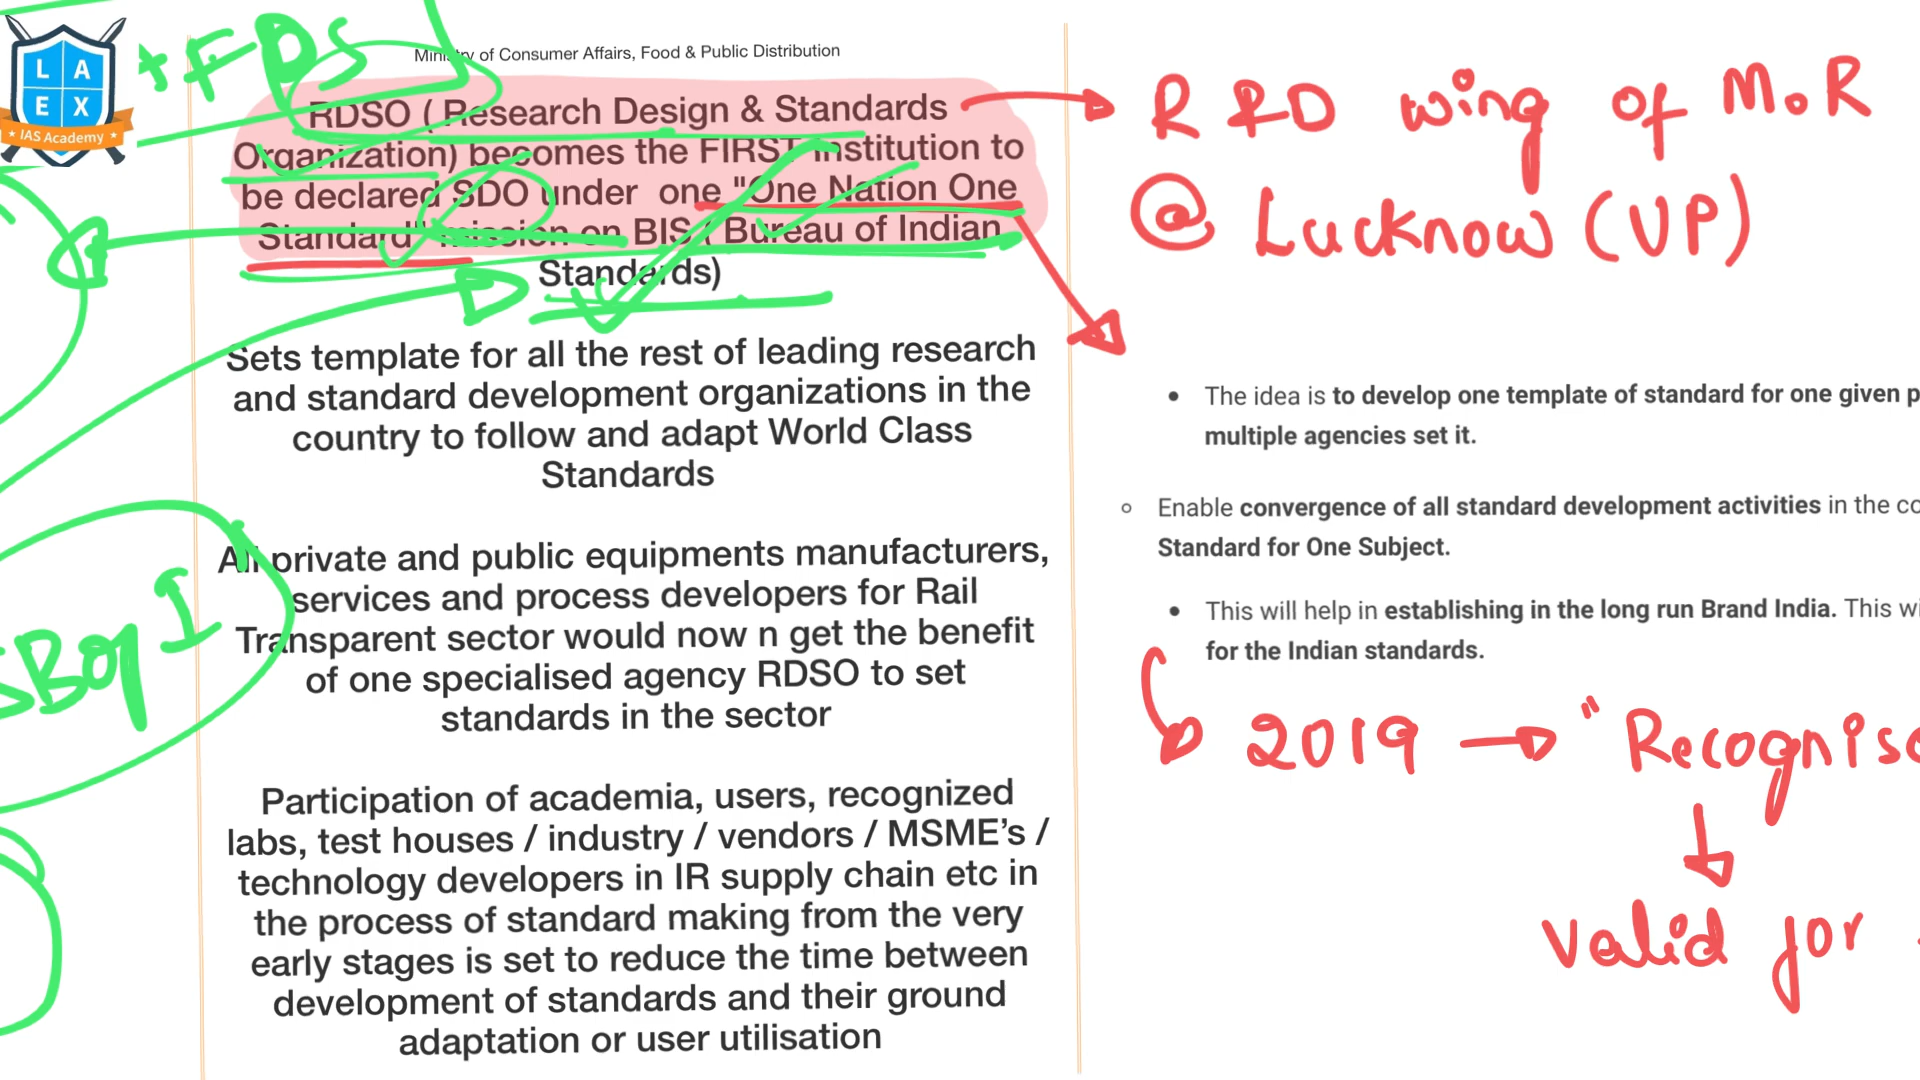 L A
E X
IAS Academy
+FDS
Ministry of Consumer Affairs, Food & Public Distribution
RDSO ( Research Design & Standards
Organization) becomes the FIRST Institution to
be declared SDO under one "One Nation One
Standard" mission on BIS ( Bureau of Indian
Standards)
Sets template for all the rest of leading research
and standard development organizations in the
country to follow and adapt World Class
Standards
All private and public equipments manufacturers,
services and process developers for Rail
Transparent sector would now n get the benefit
of one specialised agency RDSO to set
standards in the sector
Participation of academia, users, recognized
labs, test houses / industry / vendors / MSME's /
technology developers in IR supply chain etc in
the process of standard making from the very
early stages is set to reduce the time between
development of standards and their ground
adaptation or user utilisation
R &D wing of M.oR
@ Lucknow (UP)
The idea is to develop one template of standard for one given p
multiple agencies set it.
Enable convergence of all standard development activities in the co
Standard for One Subject.
This will help in establishing in the long run Brand India. This wi
for the Indian standards.
2019 → "Recognise
Valid for